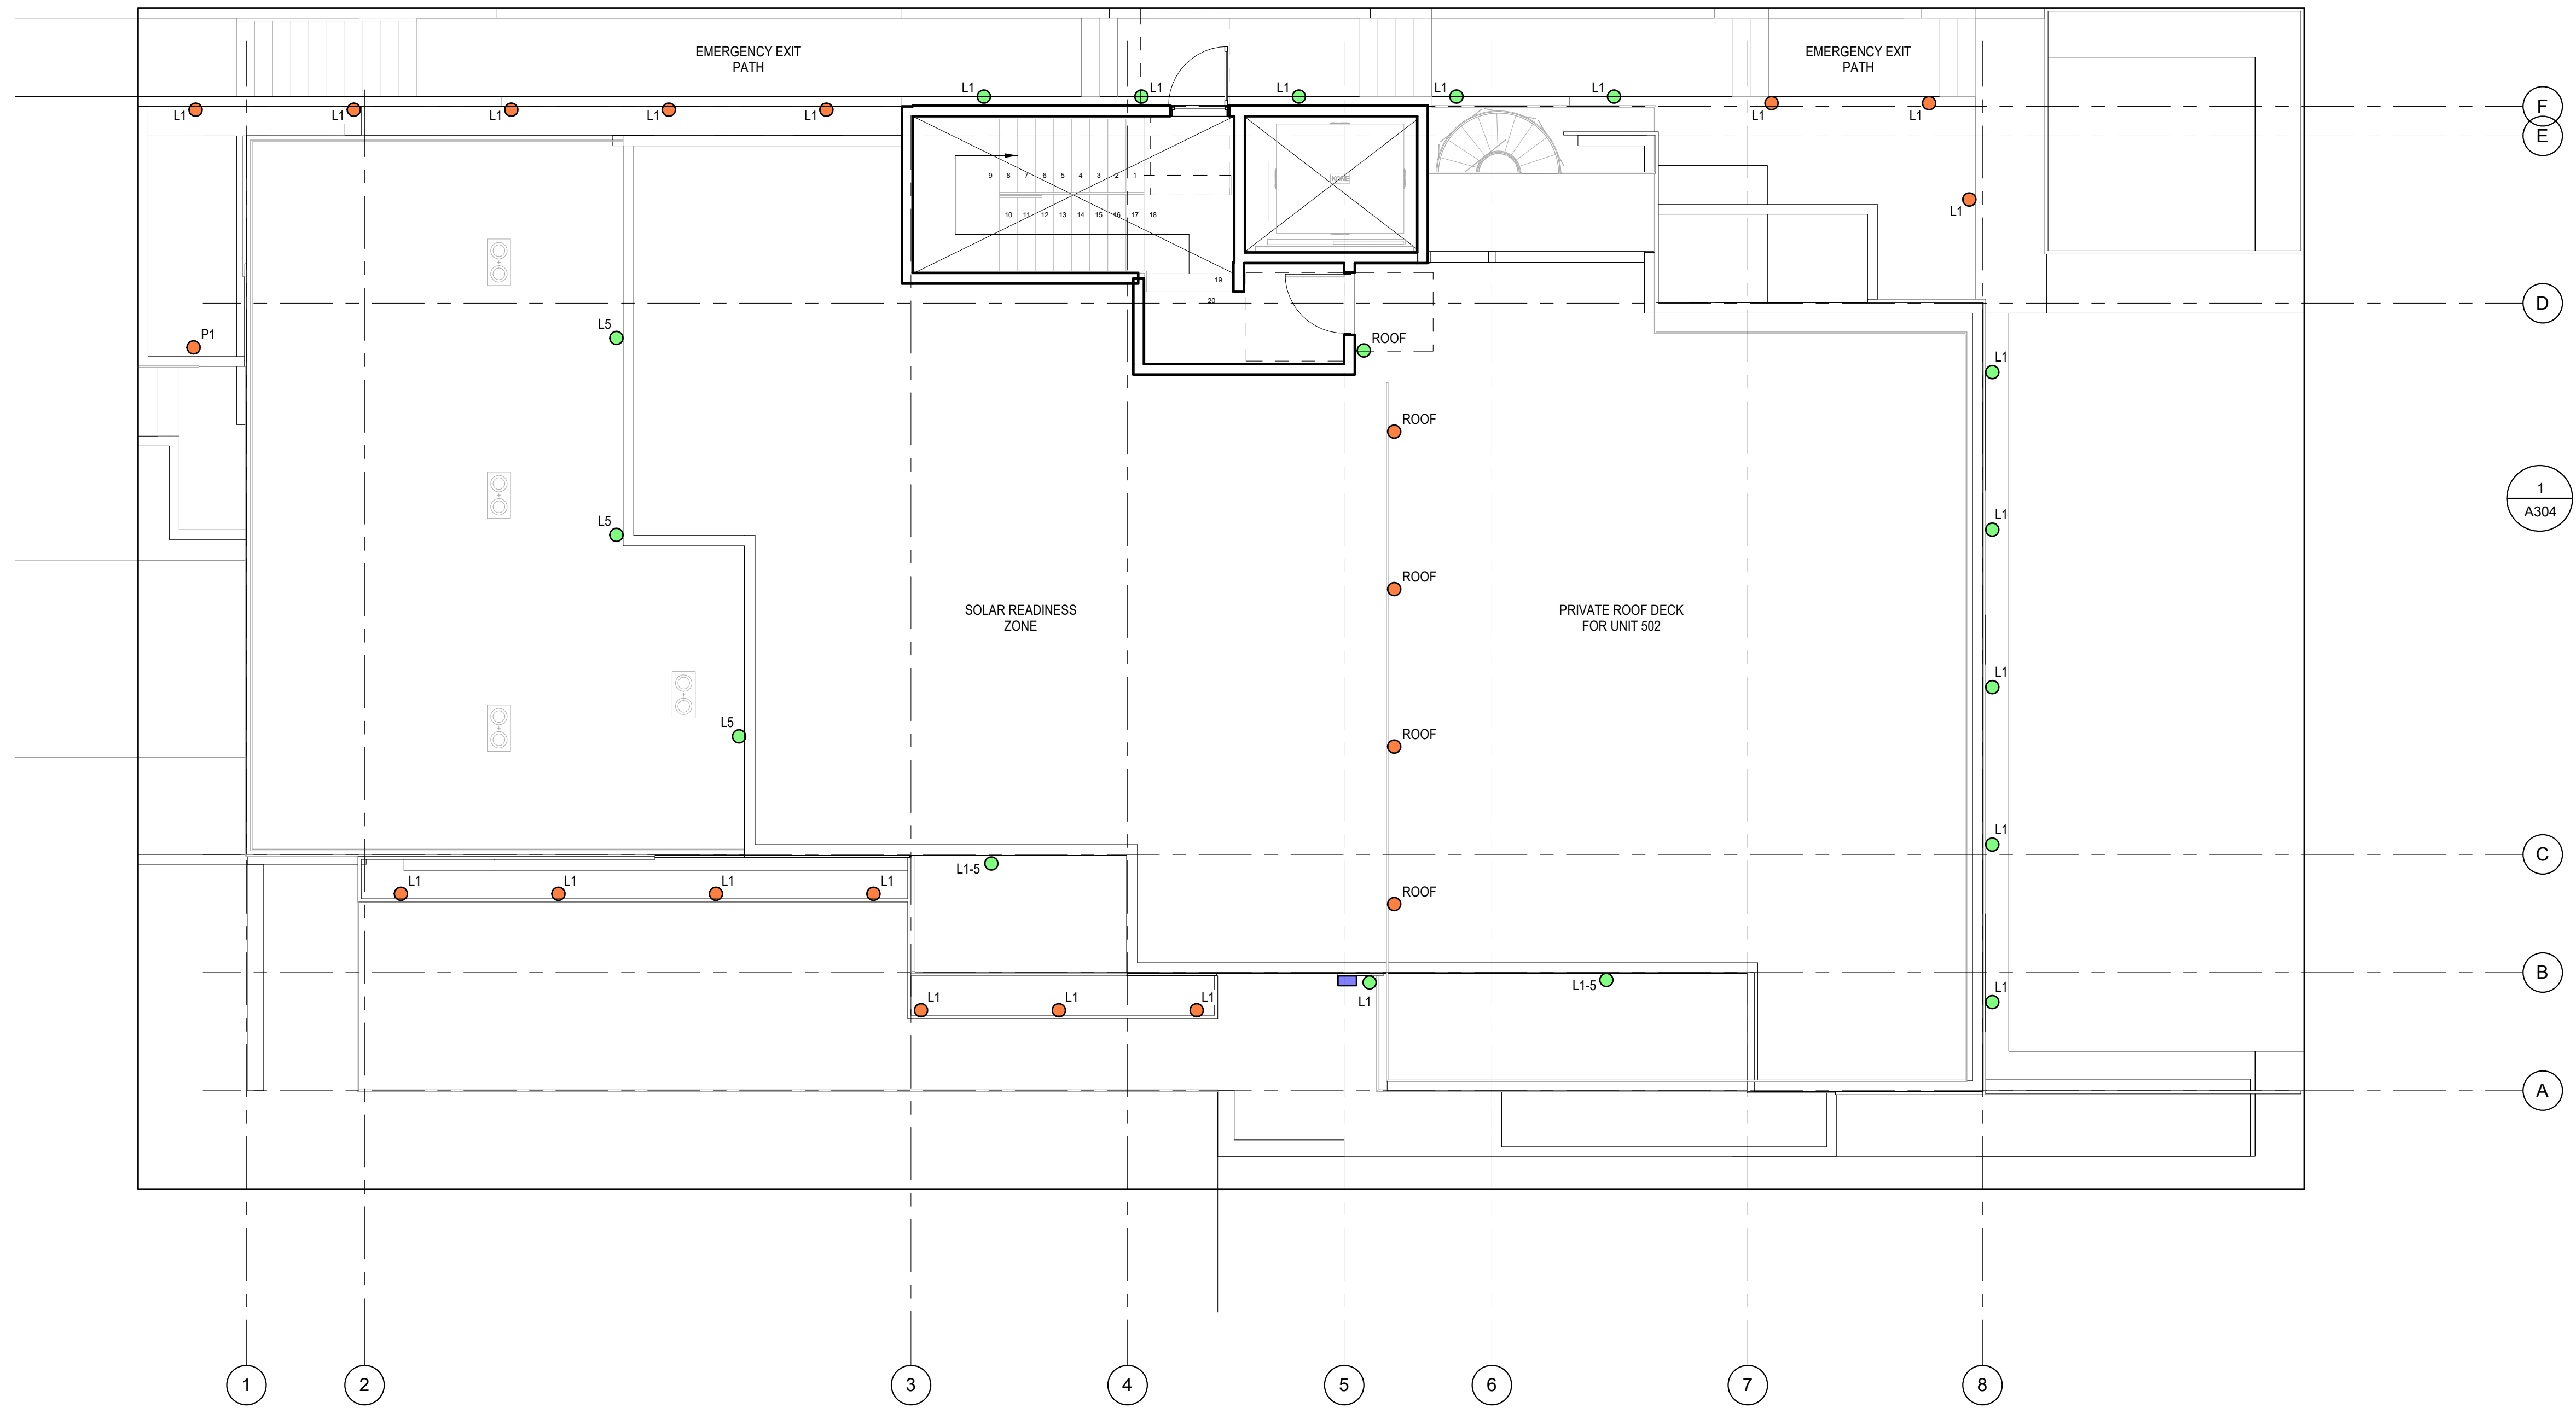 EMERGENCY EXIT
PATH
EMERGENCY EXIT
PATH
L1
L1
L1
L1
L1
L1
L1
L1
L1
L1
L1
L1
F
E
9 8 7 6 5 4 3 2 1
KONE
10 11 12 13 14 15 16 17 18
L1
19
20
D
P1
L5
ROOF
L1
ROOF
1
A304
L5
L1
ROOF
SOLAR READINESS
ZONE
PRIVATE ROOF DECK
FOR UNIT 502
L1
L5
ROOF
L1
C
L1-5
L1
L1
L1
L1
ROOF
B
L1-5
L1
L1
L1
L1
L1
A
1
2
3
4
5
6
7
8